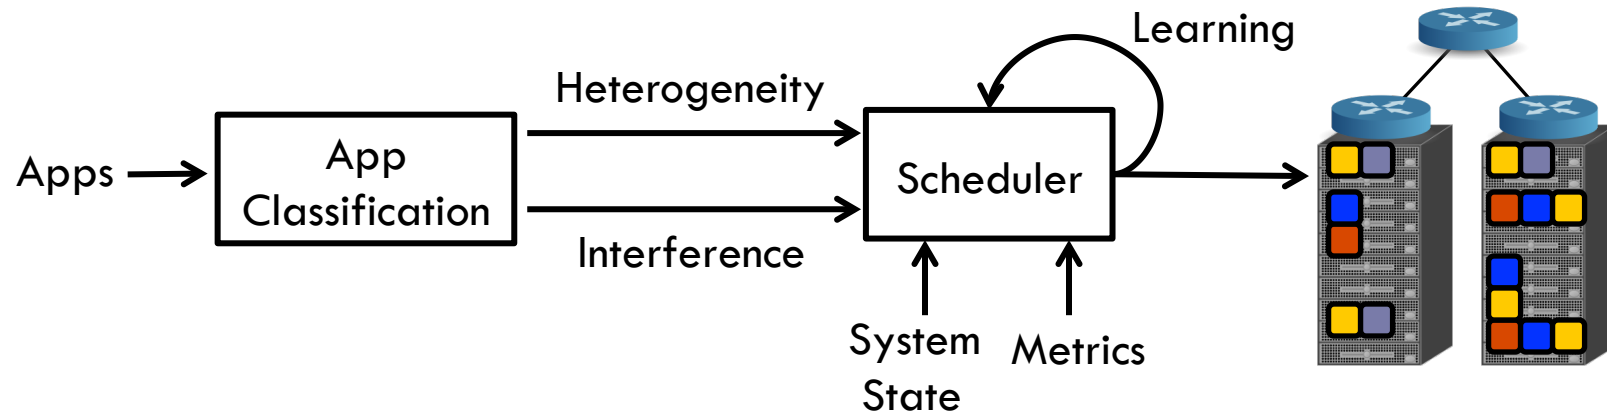 Learning
Heterogeneity
Apps
App
Classification
Scheduler
Interference
System
State
Metrics